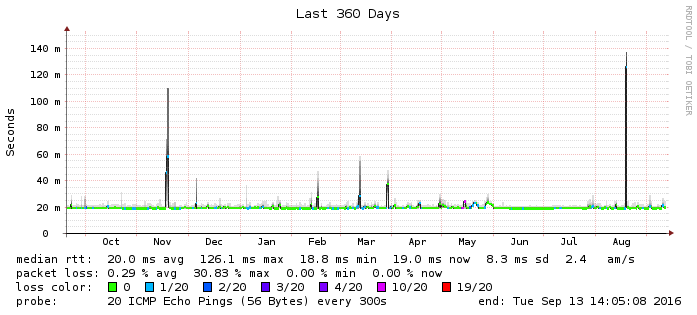 Last 360 Days
RRDTOOL / TOBI OETIKER
Seconds
140 m
120 m
100 m
80 m
60 m
40 m
20 m
0
Oct Nov Dec Jan Feb Mar Apr May Jun Jul Aug
median rtt: 20.0 ms avg 126.1 ms max 18.8 ms min 19.0 ms now 8.3 ms sd 2.4 am/s
packet loss: 0.29 % avg 30.83 % max 0.00 % min 0.00 % now
loss color: 0 1/20 2/20 3/20 4/20 10/20 19/20
probe: 20 ICMP Echo Pings (56 Bytes) every 300s end: Tue Sep 13 14:05:08 2016